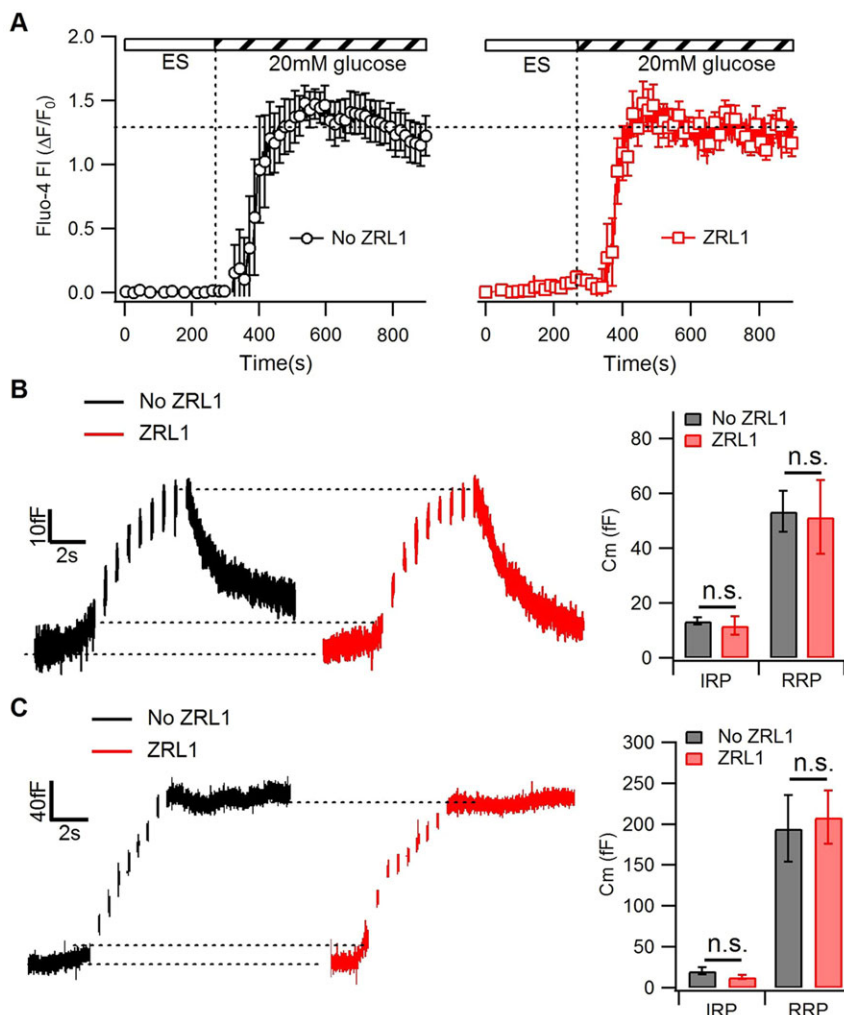 A
2.0
1.5
1.0
0.5
0.0
Fluo-4 FI (ΔF/F0)
ES
20mM glucose
No ZRL1
0 200 400 600 800
Time(s)
ES
20mM glucose
ZRL1
0 200 400 600 800
Time(s)
B
No ZRL1
ZRL1
10fF
2s
No ZRL1
ZRL1
80
60
40
20
0
Cm (fF)
n.s.
n.s.
IRP RRP
C
No ZRL1
ZRL1
40fF
2s
No ZRL1
ZRL1
300
250
200
150
100
50
0
Cm (fF)
n.s.
n.s.
IRP RRP